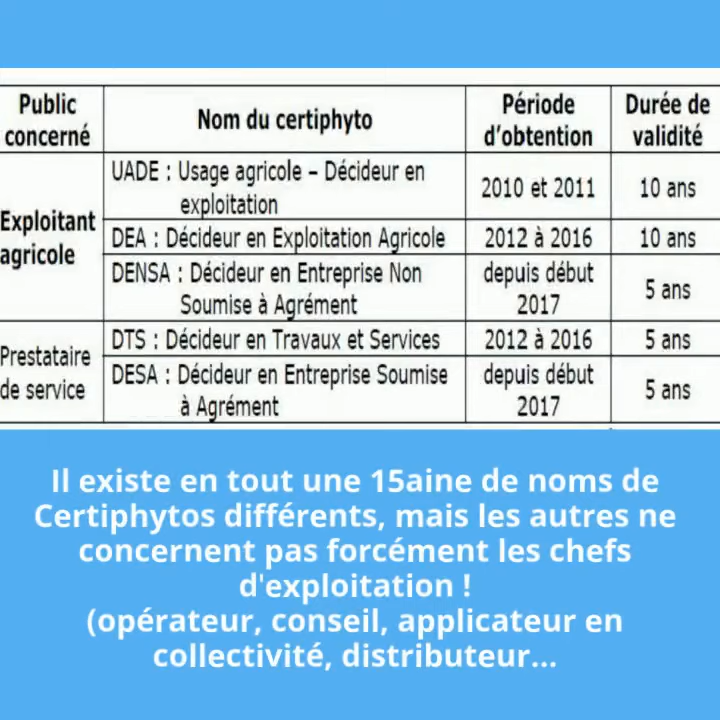 Public concerné | Nom du certiphyto | Période d'obtention | Durée de validité
Exploitant agricole | UADE : Usage agricole – Décideur en exploitation | 2010 et 2011 | 10 ans
DEA : Décideur en Exploitation Agricole | 2012 à 2016 | 10 ans
DENSA : Décideur en Entreprise Non Soumise à Agrément | depuis début 2017 | 5 ans
Prestataire de service | DTS : Décideur en Travaux et Services | 2012 à 2016 | 5 ans
DESA : Décideur en Entreprise Soumise à Agrément | depuis début 2017 | 5 ans
Il existe en tout une 15aine de noms de
Certiphytos différents, mais les autres ne
concernent pas forcément les chefs
d'exploitation !
(opérateur, conseil, applicateur en
collectivité, distributeur...